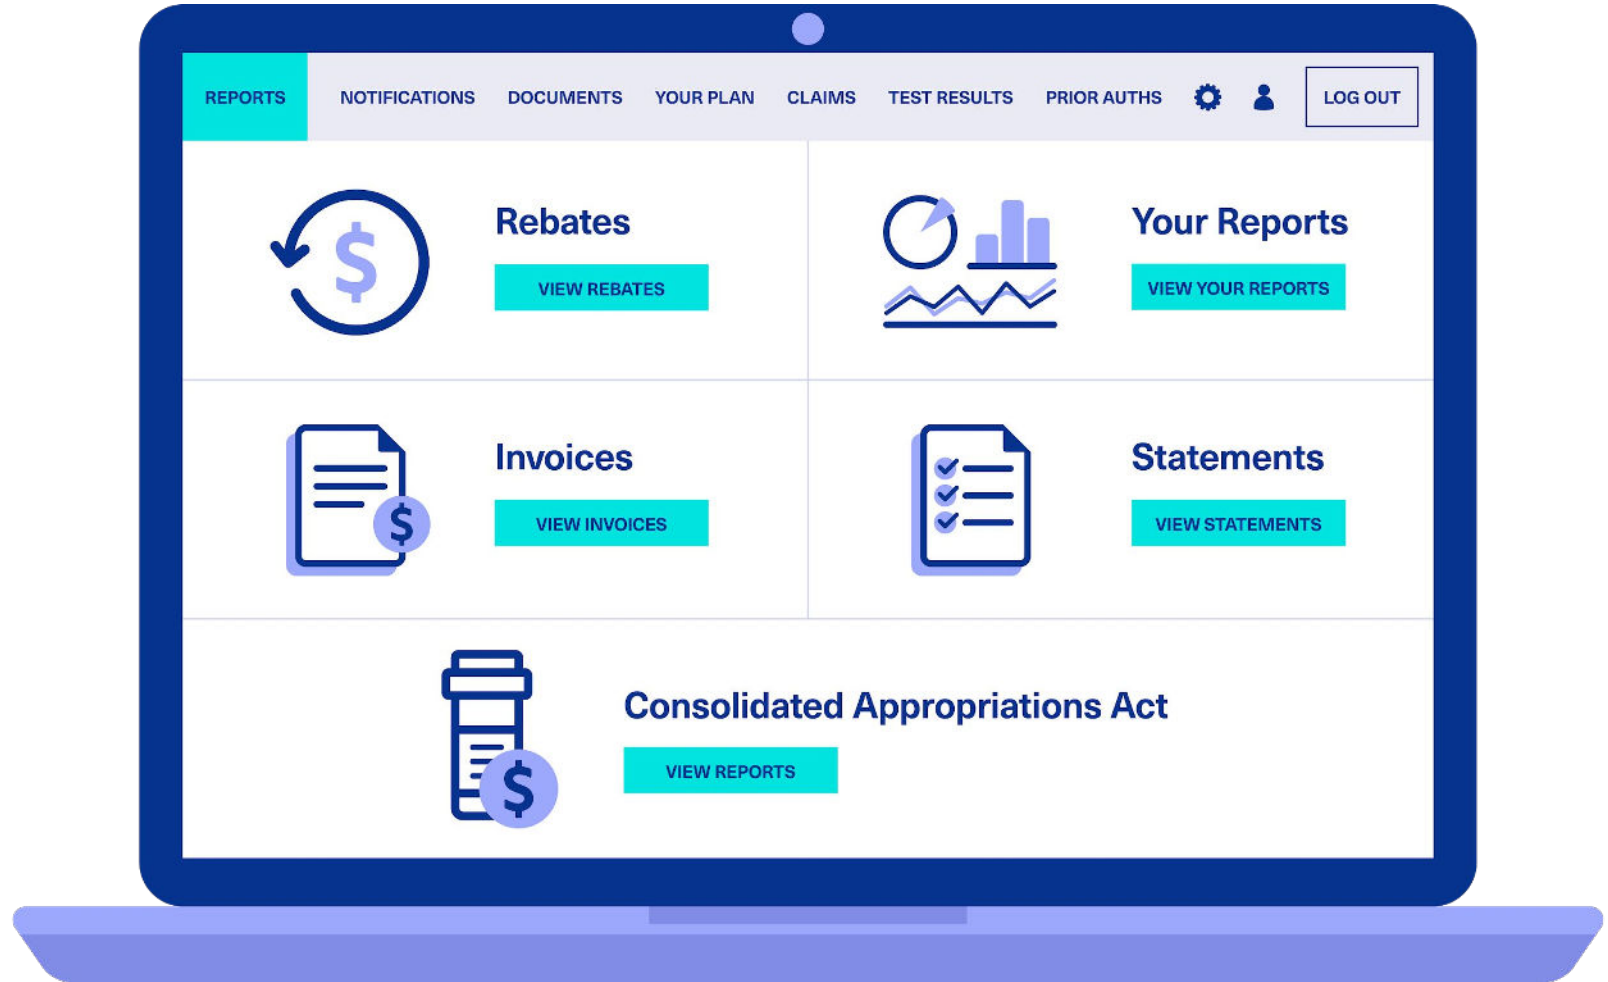 REPORTS NOTIFICATIONS DOCUMENTS YOUR PLAN CLAIMS TEST RESULTS PRIOR AUTHS LOG OUT
$
Rebates
VIEW REBATES
Your Reports
VIEW YOUR REPORTS
Invoices
VIEW INVOICES
$
Statements
VIEW STATEMENTS
Consolidated Appropriations Act
VIEW REPORTS
$